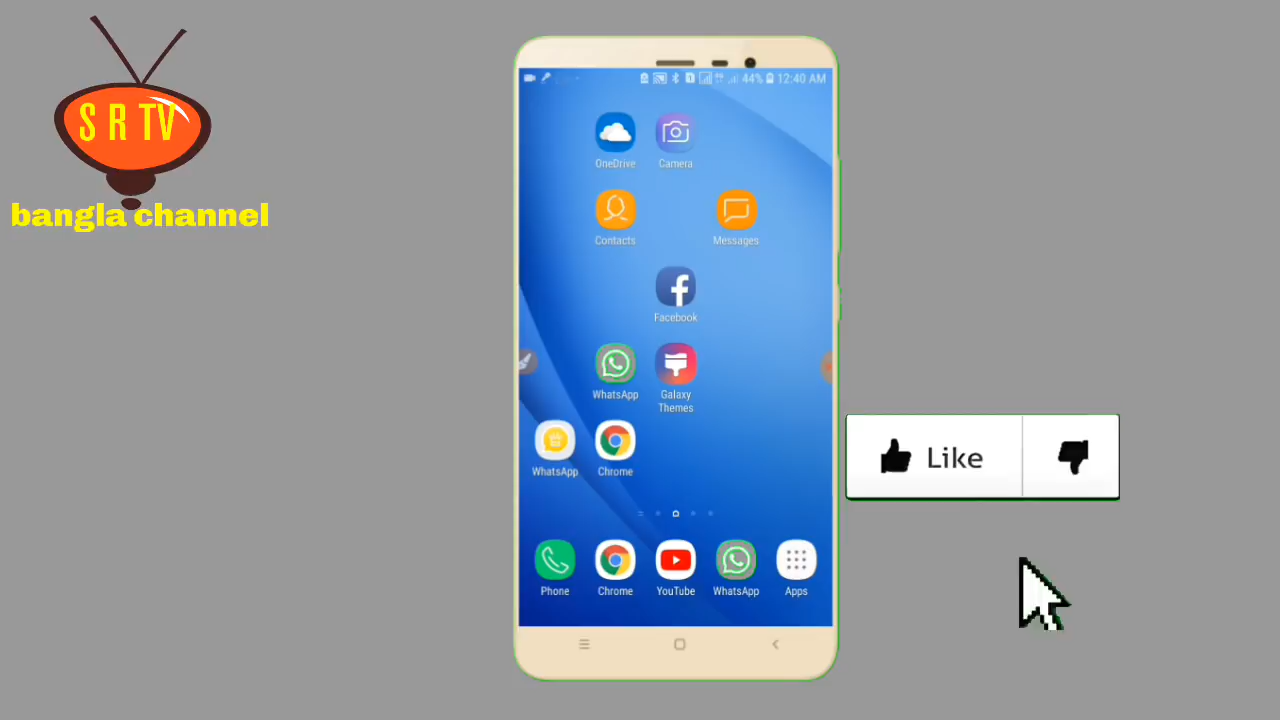 S R TV
bangla channel
44% 12:40 AM
OneDrive Camera
Contacts Messages
Facebook
WhatsApp Galaxy Themes
WhatsApp Chrome
Like
Phone Chrome YouTube WhatsApp Apps